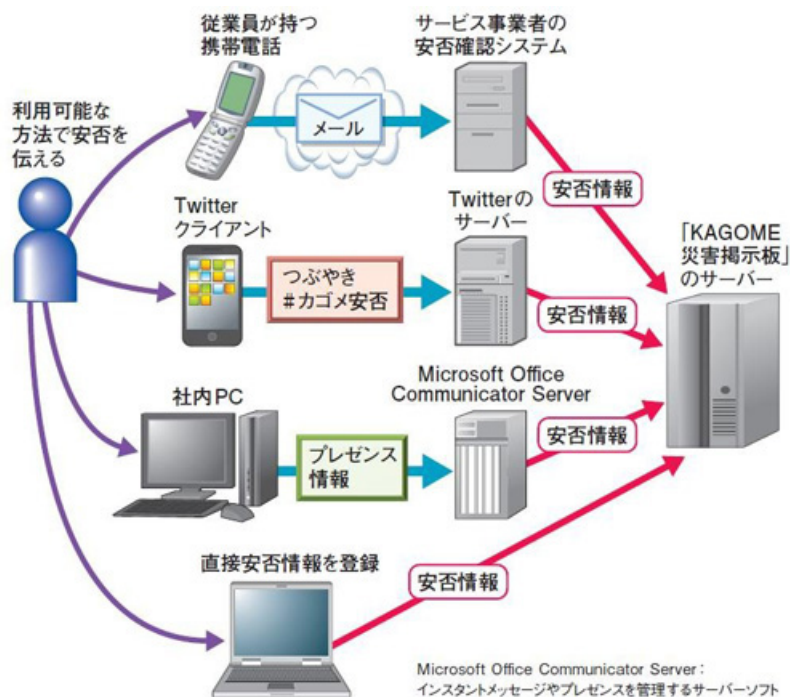 従業員が持つ
携帯電話
サービス事業者の
安否確認システム
利用可能な
方法で安否を
伝える
メール
安否情報
Twitter
クライアント
Twitterの
サーバー
「KAGOME
災害掲示板」
のサーバー
つぶやき
#カゴメ安否
安否情報
社内PC
Microsoft Office
Communicator Server
プレゼンス
情報
安否情報
直接安否情報を登録
安否情報
Microsoft Office Communicator Server：
インスタントメッセージやプレゼンスを管理するサーバーソフト